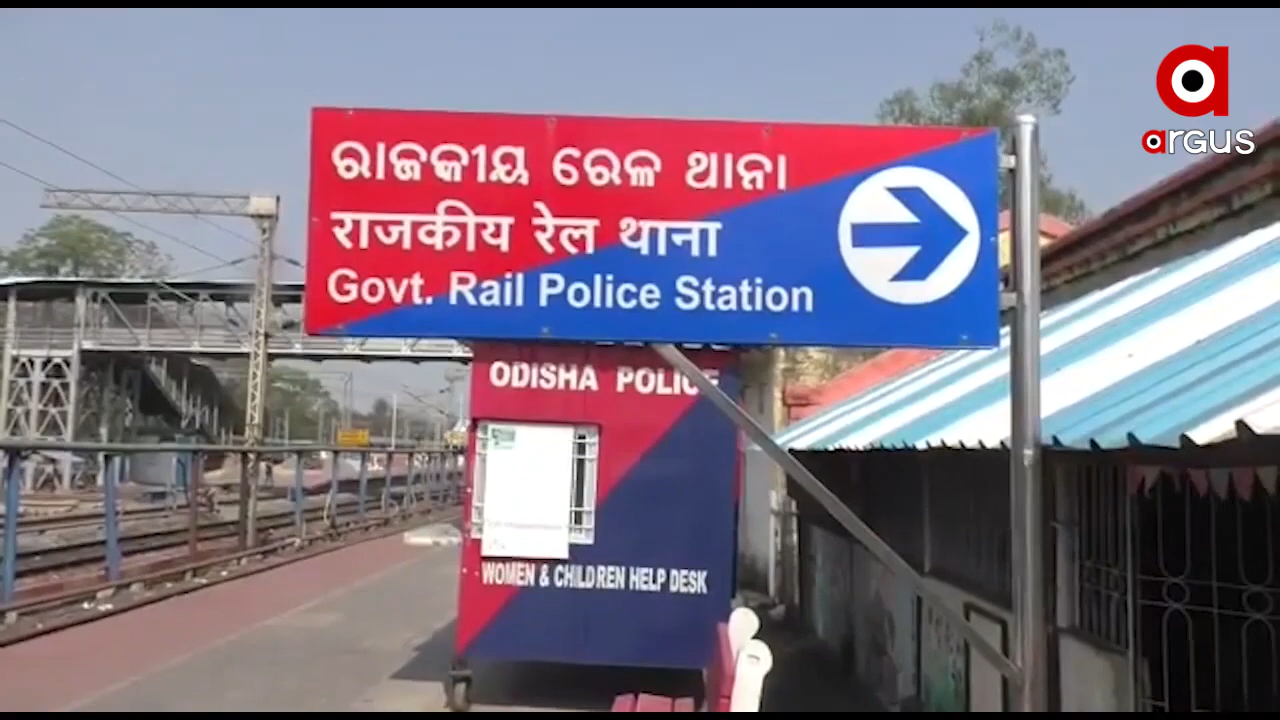 argus
ରାଜକୀୟ ରେଳ ଥାନା
राजकीय रेल थाना
Govt. Rail Police Station
ODISHA POLICE
WOMEN & CHILDREN HELP DESK